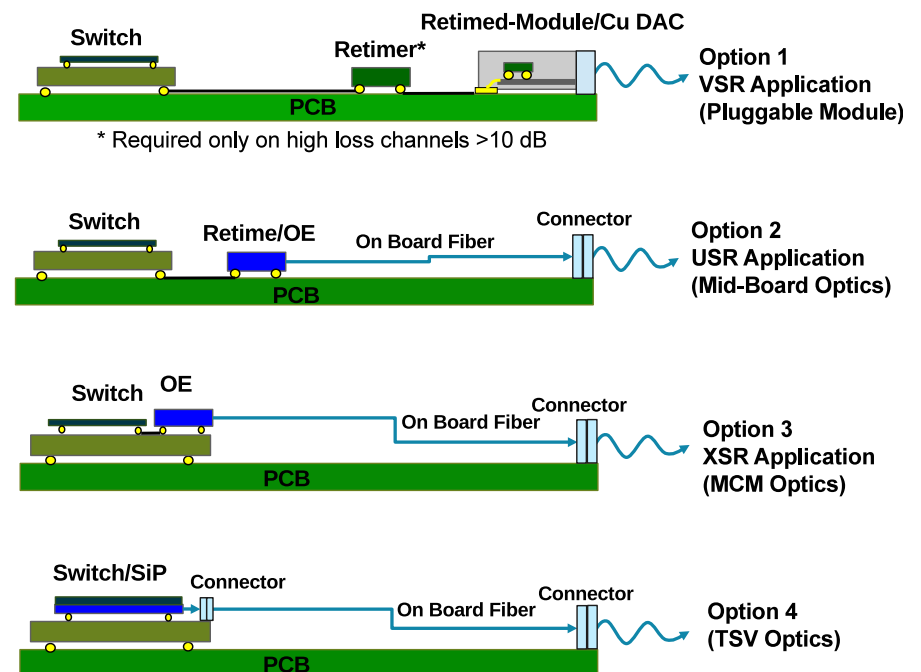 Retimed-Module/Cu DAC
Switch
Retimer*
Option 1
VSR Application
(Pluggable Module)
PCB
* Required only on high loss channels >10 dB
Switch
Retime/OE
On Board Fiber
Connector
Option 2
USR Application
(Mid-Board Optics)
PCB
Switch
OE
On Board Fiber
Connector
Option 3
XSR Application
(MCM Optics)
PCB
Switch/SiP
Connector
On Board Fiber
Connector
Option 4
(TSV Optics)
PCB